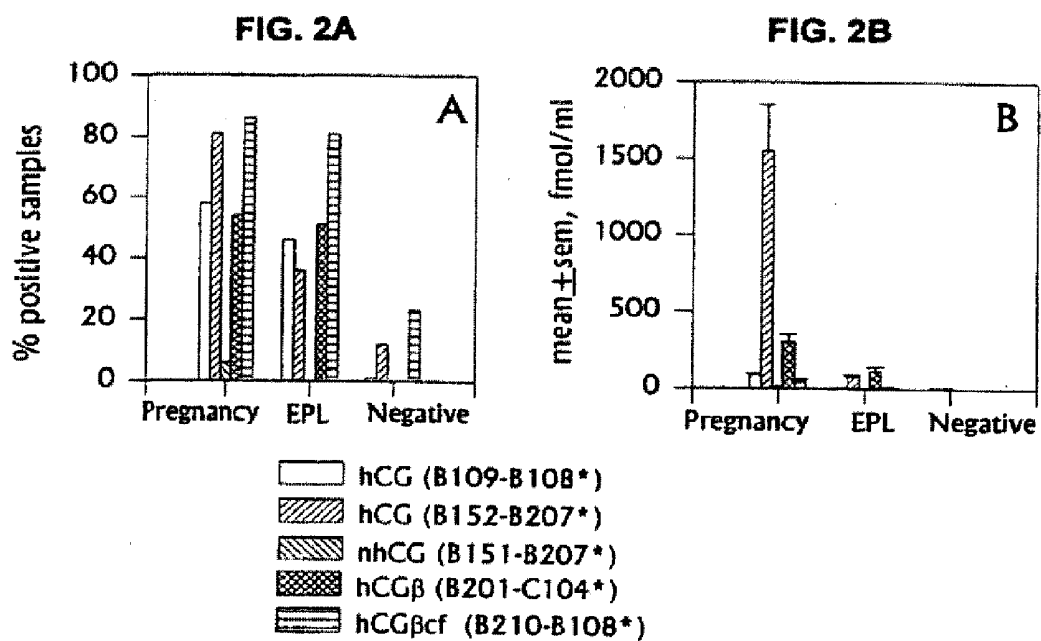 FIG. 2A
FIG. 2B
% positive samples
100
80
60
40
20
0
A
Pregnancy
EPL
Negative
mean±sem, fmol/ml
2000
1500
1000
500
0
B
Pregnancy
EPL
Negative
hCG (B109-B108*)
hCG (B152-B207*)
nhCG (B151-B207*)
hCGβ (B201-C104*)
hCGβcf (B210-B108*)